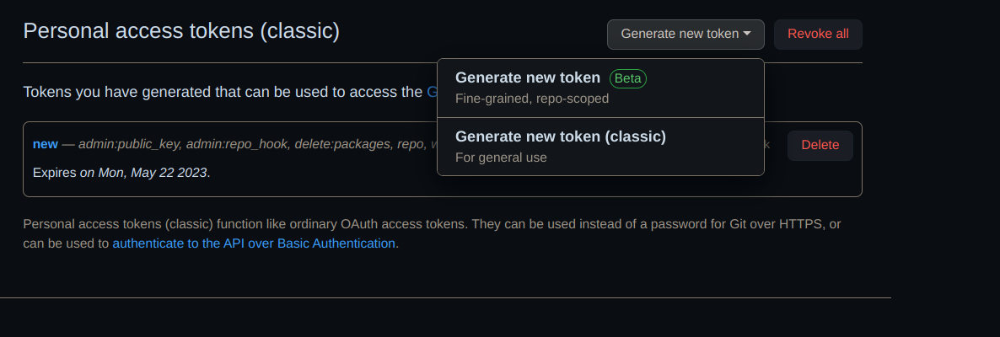 Personal access tokens (classic)
Generate new token
Revoke all
Generate new token Beta
Fine-grained, repo-scoped
Generate new token (classic)
For general use
Tokens you have generated that can be used to access the
new — admin:public_key, admin:repo_hook, delete:packages, repo,
Delete
Expires on Mon, May 22 2023.
Personal access tokens (classic) function like ordinary OAuth access tokens. They can be used instead of a password for Git over HTTPS, or
can be used to authenticate to the API over Basic Authentication.